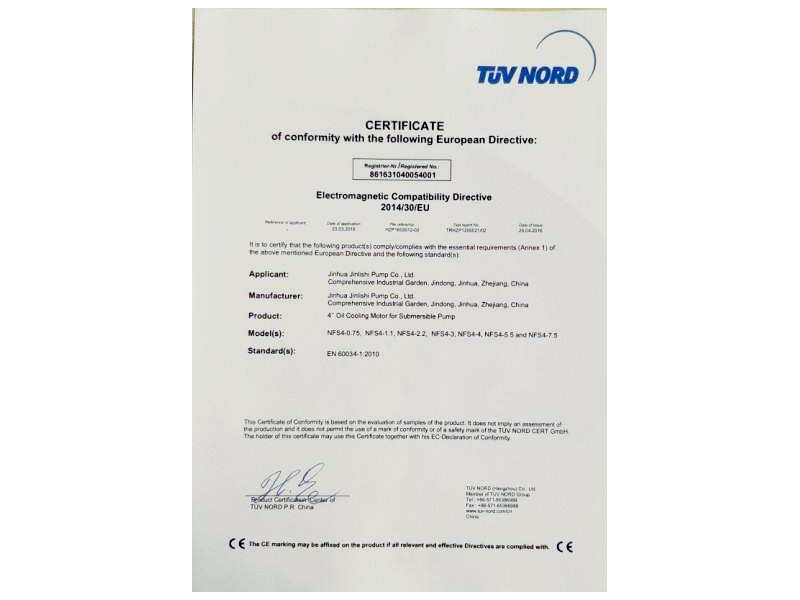 TÜV NORD
CERTIFICATE
of conformity with the following European Directive:
Registrier-Nr./Registered No.:
861631040054001
Electromagnetic Compatibility Directive
2014/30/EU
Reference of applicant Date of application File reference Test report No. Date of issue
- 23.03.2016
It is to certify that the following product(s) comply/complies with the essential requirements (Annex 1) of
the above mentioned European Directive and the following standard(s):
Applicant: Jinhua Jinlishi Pump Co., Ltd.
Comprehensive Industrial Garden, Jindong, Jinhua, Zhejiang, China
Manufacturer: Jinhua Jinlishi Pump Co., Ltd.
Comprehensive Industrial Garden, Jindong, Jinhua, Zhejiang, China
Product: 4" Oil Cooling Motor for Submersible Pump
Model(s): NFS4-0.75, NFS4-1.1, NFS4-2.2, NFS4-3, NFS4-4, NFS4-5.5 and NFS4-7.5
Standard(s): EN 60034-1:2010
This Certificate of Conformity is based on the evaluation of samples of the product. It does not imply an assessment of
the production and it does not permit the use of a mark of conformity or of a safety mark of the TÜV NORD CERT GmbH.
The holder of this certificate may use this Certificate together with his EC-Declaration of Conformity.
Product Certification Center of
TÜV NORD P.R. China
TÜV NORD (Hangzhou) Co., Ltd.
Member of TÜV NORD Group
Tel.: +86-571-
Fax.: +86-571-
www.tuv-nord.com/cn
China
CE The CE marking may be affixed on the product if all relevant and effective Directives are complied with. CE